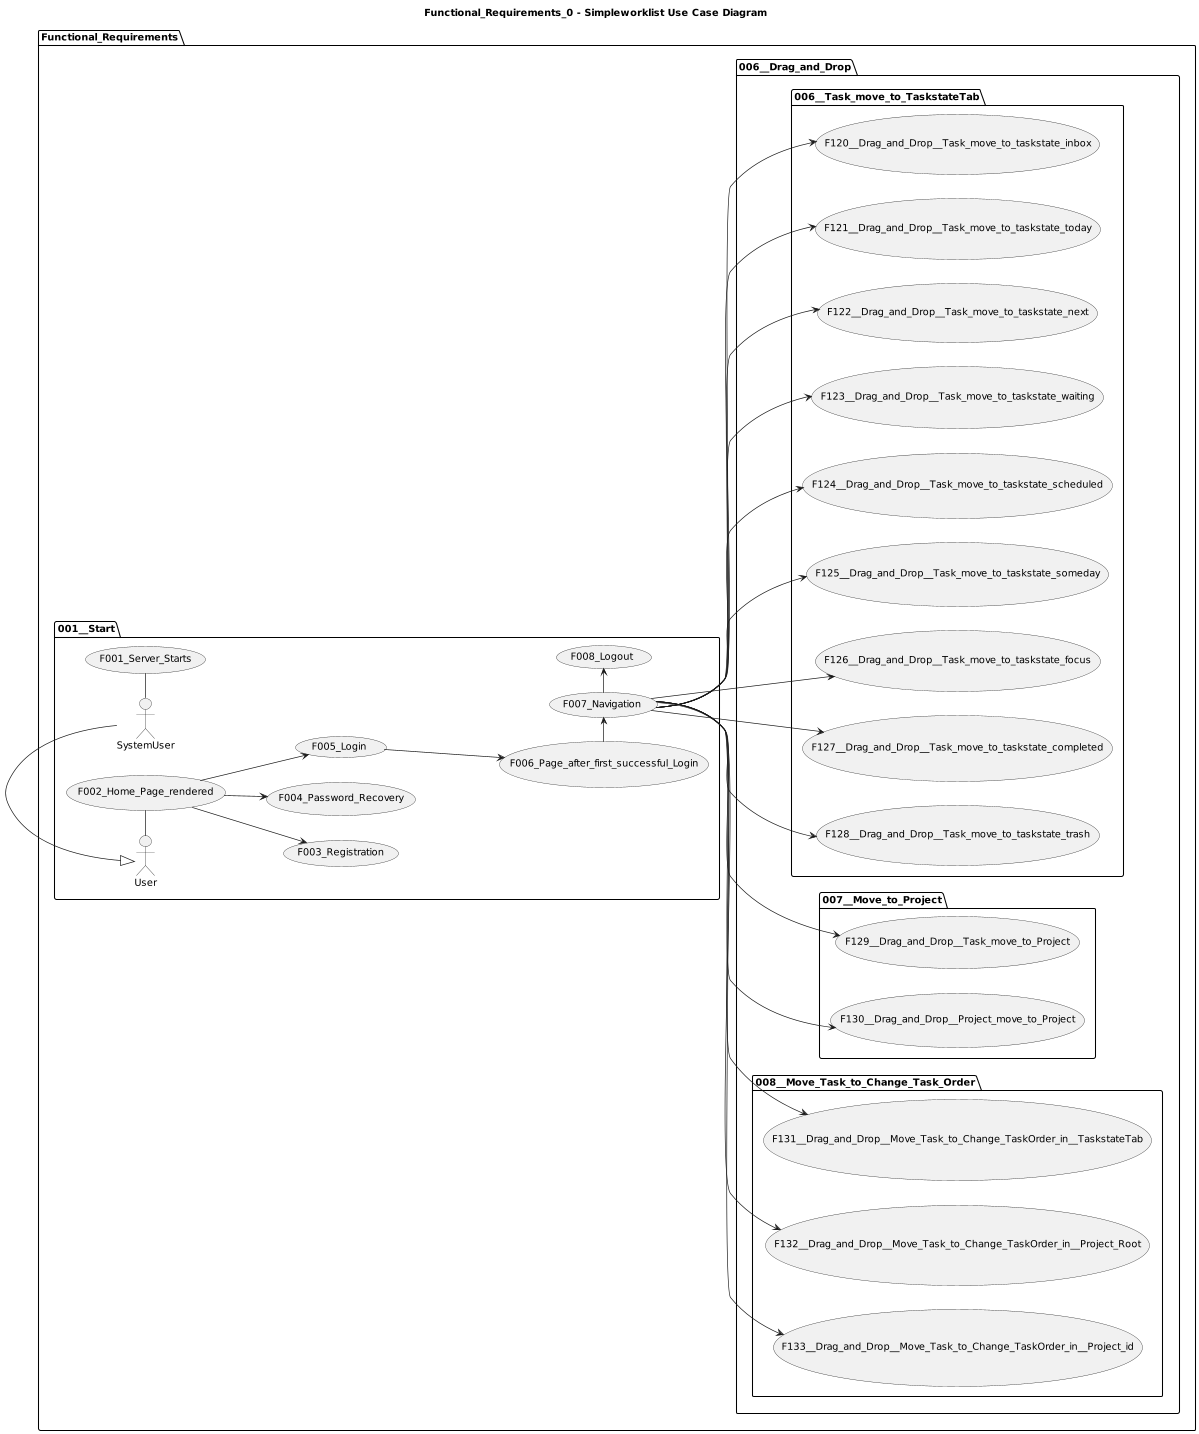 Functional_Requirements_0 - Simpleworklist Use Case Diagram
Functional_Requirements
006__Drag_and_Drop
006__Task_move_to_TaskstateTab
F120__Drag_and_Drop__Task_move_to_taskstate_inbox
F121__Drag_and_Drop__Task_move_to_taskstate_today
F122__Drag_and_Drop__Task_move_to_taskstate_next
F123__Drag_and_Drop__Task_move_to_taskstate_waiting
F124__Drag_and_Drop__Task_move_to_taskstate_scheduled
F125__Drag_and_Drop__Task_move_to_taskstate_someday
F126__Drag_and_Drop__Task_move_to_taskstate_focus
F127__Drag_and_Drop__Task_move_to_taskstate_completed
F128__Drag_and_Drop__Task_move_to_taskstate_trash
001__Start
F001_Server_Starts
F008_Logout
F007_Navigation
SystemUser
F005_Login
F006_Page_after_first_successful_Login
F002_Home_Page_rendered
F004_Password_Recovery
F003_Registration
User
007__Move_to_Project
F129__Drag_and_Drop__Task_move_to_Project
F130__Drag_and_Drop__Project_move_to_Project
008__Move_Task_to_Change_Task_Order
F131__Drag_and_Drop__Move_Task_to_Change_TaskOrder_in__TaskstateTab
F132__Drag_and_Drop__Move_Task_to_Change_TaskOrder_in__Project_Root
F133__Drag_and_Drop__Move_Task_to_Change_TaskOrder_in__Project_id